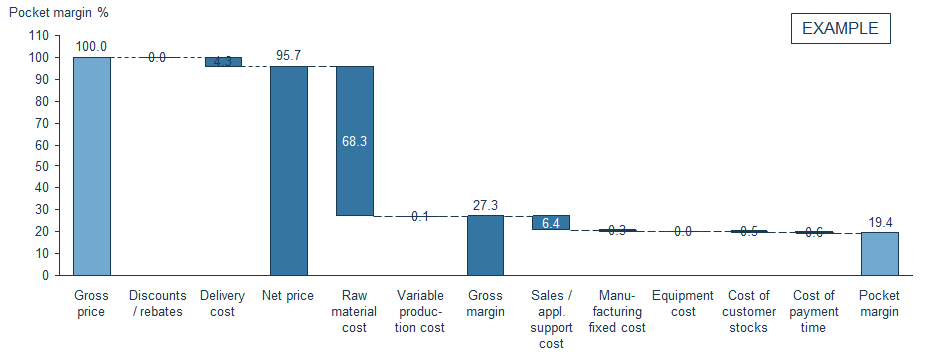 Pocket margin %
EXAMPLE
110
100
90
80
70
60
50
40
30
20
10
0
100.0
0.0
4.3
95.7
68.3
0.1
27.3
6.4
0.3
0.0
0.5
0.6
19.4
Gross
price
Discounts
/ rebates
Delivery
cost
Net price
Raw
material
cost
Variable
produc-
tion cost
Gross
margin
Sales /
appl.
support
cost
Manu-
facturing
fixed cost
Equipment
cost
Cost of
customer
stocks
Cost of
payment
time
Pocket
margin